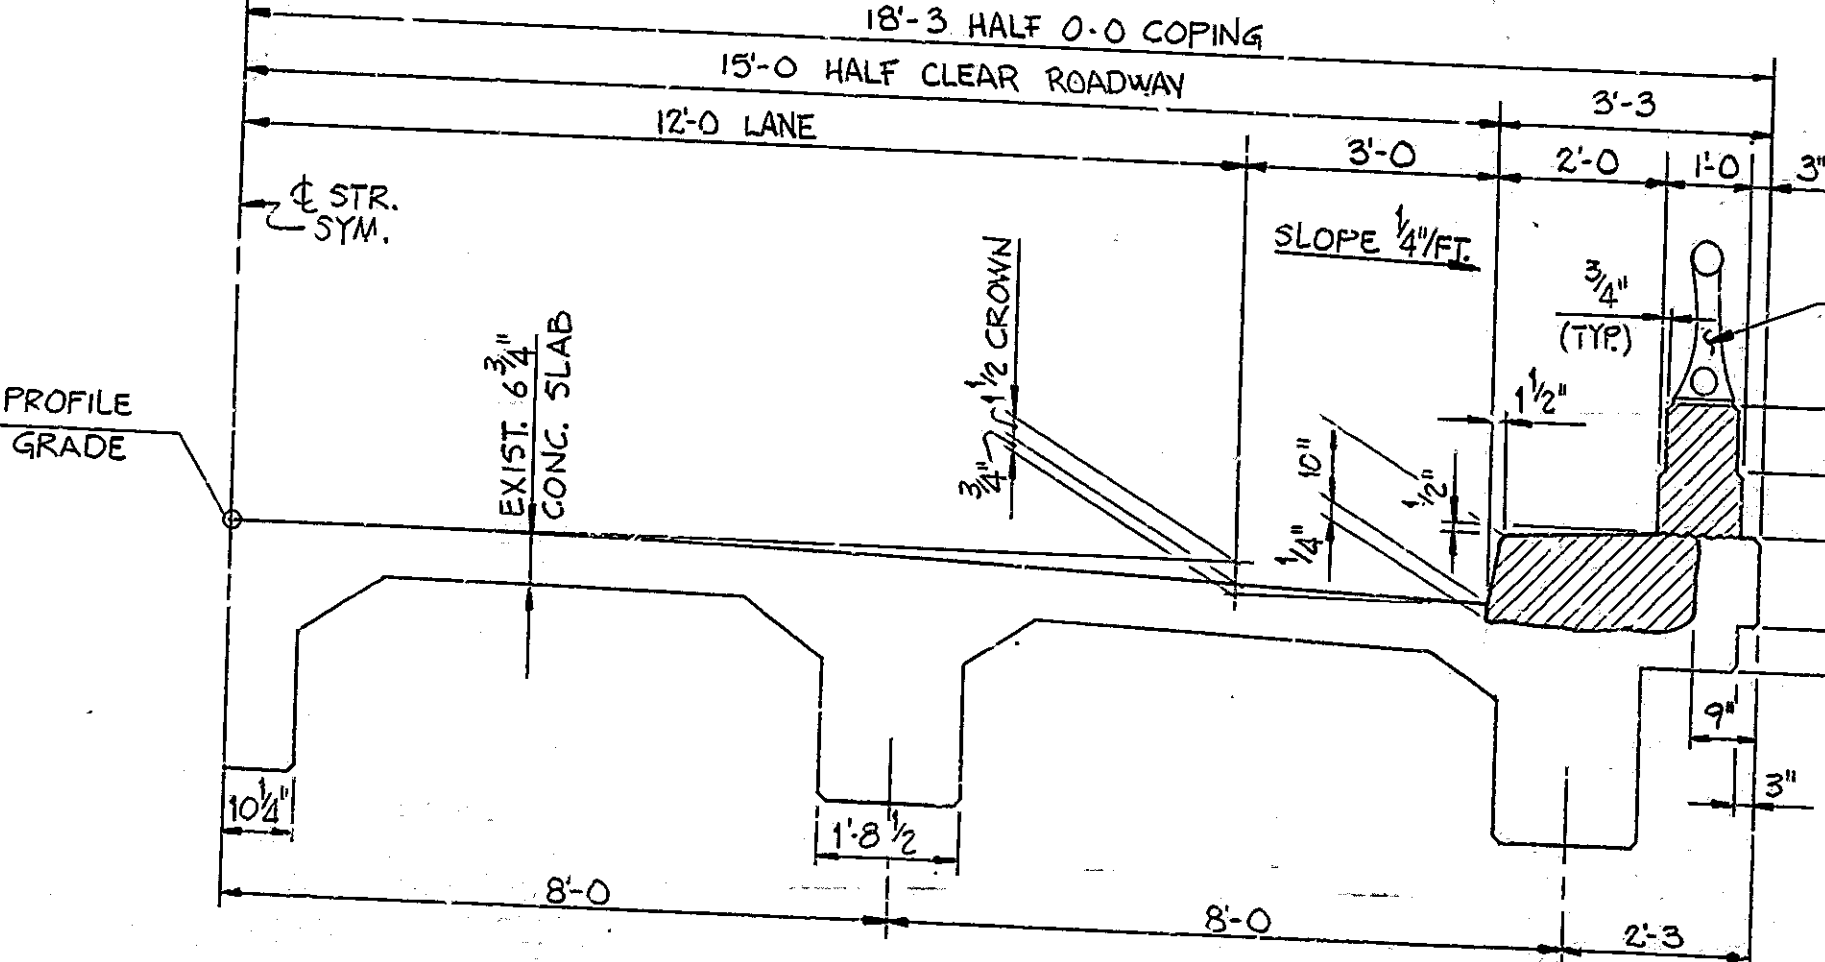 18'-3 HALF O-O COPING
15'-0 HALF CLEAR ROADWAY
3'-3
12'-0 LANE
3'-0
2'-0
1'-0
3"
℄ STR.
SYM.
SLOPE 1/4"/FT.
3/4"
(TYP.)
1 1/2 CROWN
3/4"
EXIST. 6 3/4"
CONC. SLAB
1 1/2"
10"
1/4"
1/2"
PROFILE
GRADE
9"
3"
10 1/4"
1'-8 1/2
8'-0
8'-0
2'-3